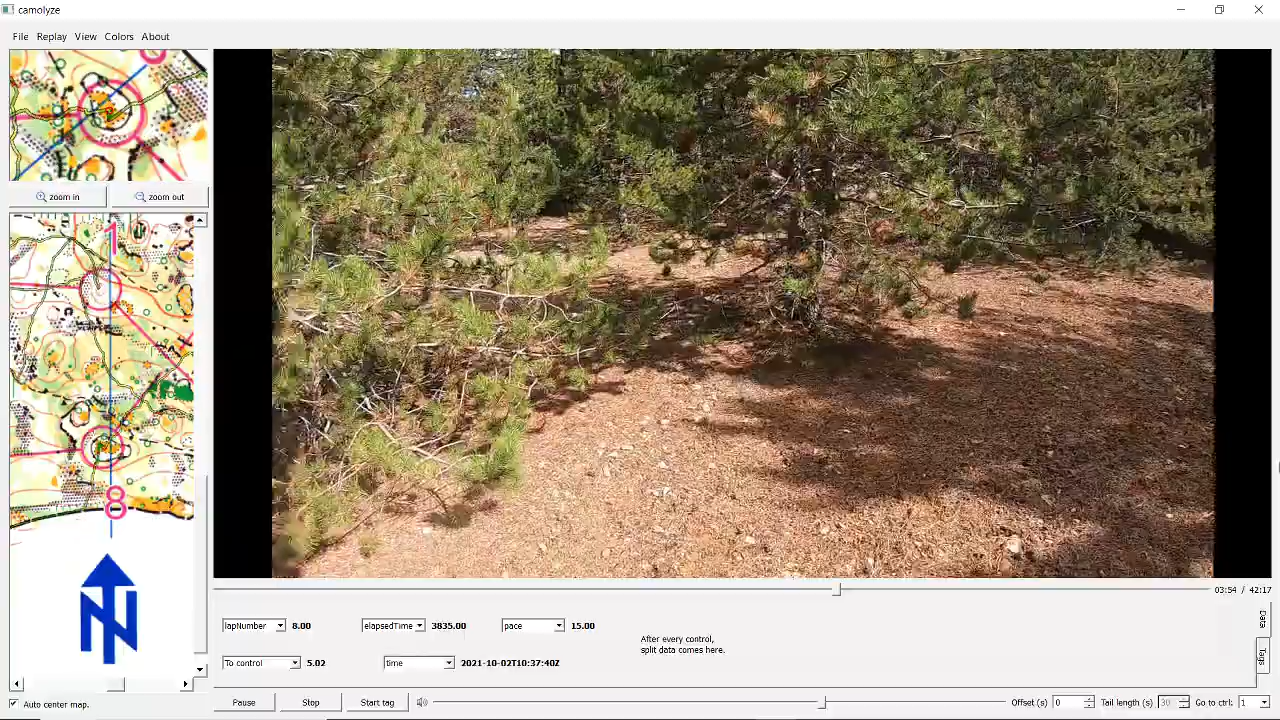 camolyze
File Replay View Colors About
zoom in zoom out
1
8
N
03:54 / 42:17
lapNumber 8.00 elapsedTime 3835.00 pace 15.00
After every control,
split data comes here.
To control 5.02 time 2021-10-02T10:37:40Z
Data
Tags
Auto center map.
Pause Stop Start tag Offset (s) 0 Tail length (s) 30 Go to ctrl: 1